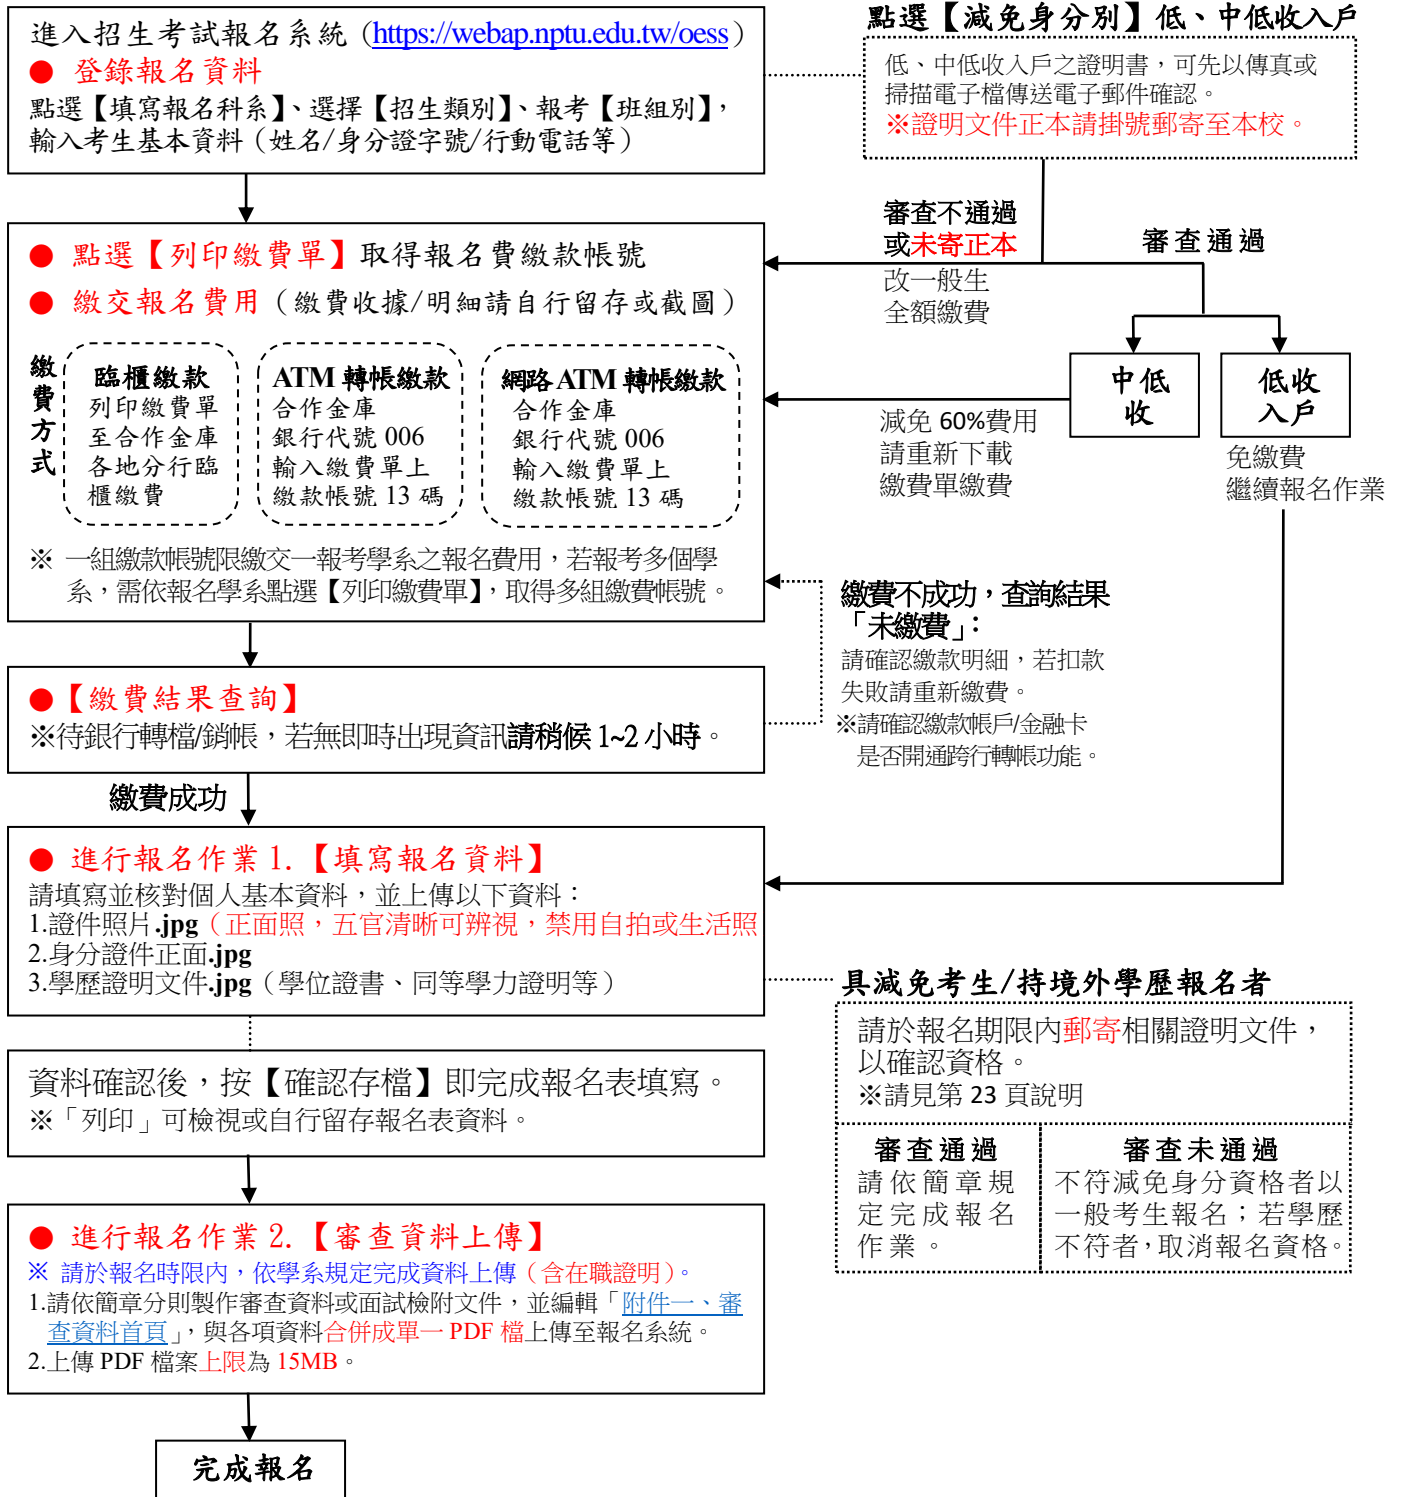 進入招生考試報名系統（https://webap.nptu.edu.tw/oess）
● 登錄報名資料
點選【填寫報名科系】、選擇【招生類別】、報考【班組別】，
輸入考生基本資料（姓名/身分證字號/行動電話等）
點選【減免身分別】低、中低收入戶
低、中低收入戶之證明書，可先以傳真或
掃描電子檔傳送電子郵件確認。
※證明文件正本請掛號郵寄至本校。
審查不通過
或未寄正本
改一般生
全額繳費
審查通過
中低
收
低收
入戶
減免 60%費用
請重新下載
繳費單繳費
免繳費
繼續報名作業
● 點選【列印繳費單】取得報名費繳款帳號
● 繳交報名費用（繳費收據/明細請自行留存或截圖）
繳
費
方
式
臨櫃繳款
列印繳費單
至合作金庫
各地分行臨
櫃繳費
ATM 轉帳繳款
合作金庫
銀行代號 006
輸入繳費單上
繳款帳號 13 碼
網路 ATM 轉帳繳款
合作金庫
銀行代號 006
輸入繳費單上
繳款帳號 13 碼
※ 一組繳款帳號限繳交一報考學系之報名費用，若報考多個學
系，需依報名學系點選【列印繳費單】，取得多組繳費帳號。
繳費不成功，查詢結果
「未繳費」：
請確認繳款明細，若扣款
失敗請重新繳費。
※請確認繳款帳戶/金融卡
是否開通跨行轉帳功能。
●【繳費結果查詢】
※待銀行轉檔/銷帳，若無即時出現資訊請稍候 1~2 小時。
繳費成功
● 進行報名作業 1.【填寫報名資料】
請填寫並核對個人基本資料，並上傳以下資料：
1.證件照片.jpg（正面照，五官清晰可辨視，禁用自拍或生活照
2.身分證件正面.jpg
3.學歷證明文件.jpg（學位證書、同等學力證明等）
具減免考生/持境外學歷報名者
請於報名期限內郵寄相關證明文件，
以確認資格。
※請見第 23 頁說明
審查通過
請依簡章規
定完成報名
作業。
審查未通過
不符減免身分資格者以
一般考生報名；若學歷
不符者，取消報名資格。
資料確認後，按【確認存檔】即完成報名表填寫。
※「列印」可檢視或自行留存報名表資料。
● 進行報名作業 2.【審查資料上傳】
※ 請於報名時限內，依學系規定完成資料上傳（含在職證明）。
1.請依簡章分則製作審查資料或面試檢附文件，並編輯「附件一、審
查資料首頁」，與各項資料合併成單一 PDF 檔上傳至報名系統。
2.上傳 PDF 檔案上限為 15MB。
完成報名